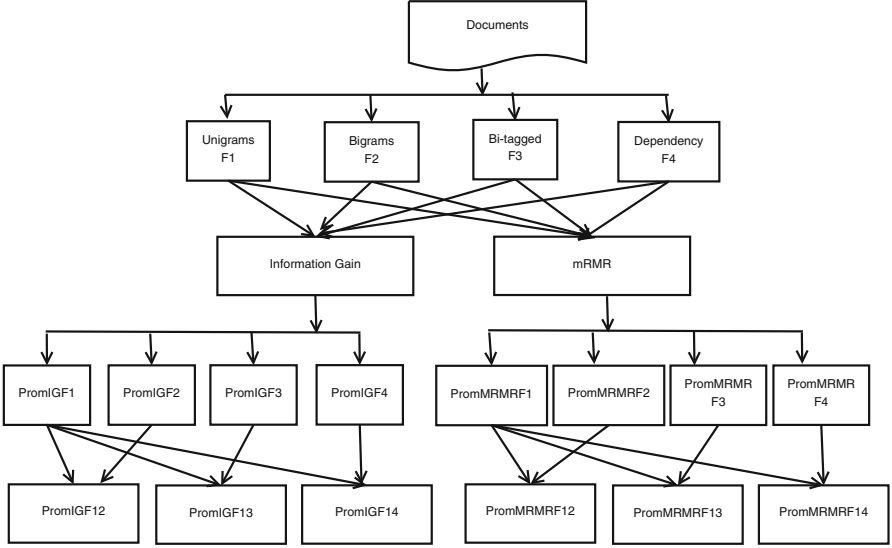 Documents
Unigrams
F1
Bigrams
F2
Bi-tagged
F3
Dependency
F4
Information Gain
mRMR
PromIGF1
PromIGF2
PromIGF3
PromIGF4
PromMRMRF1
PromMRMRF2
PromMRMR
F3
PromMRMR
F4
PromIGF12
PromIGF13
PromIGF14
PromMRMRF12
PromMRMRF13
PromMRMRF14